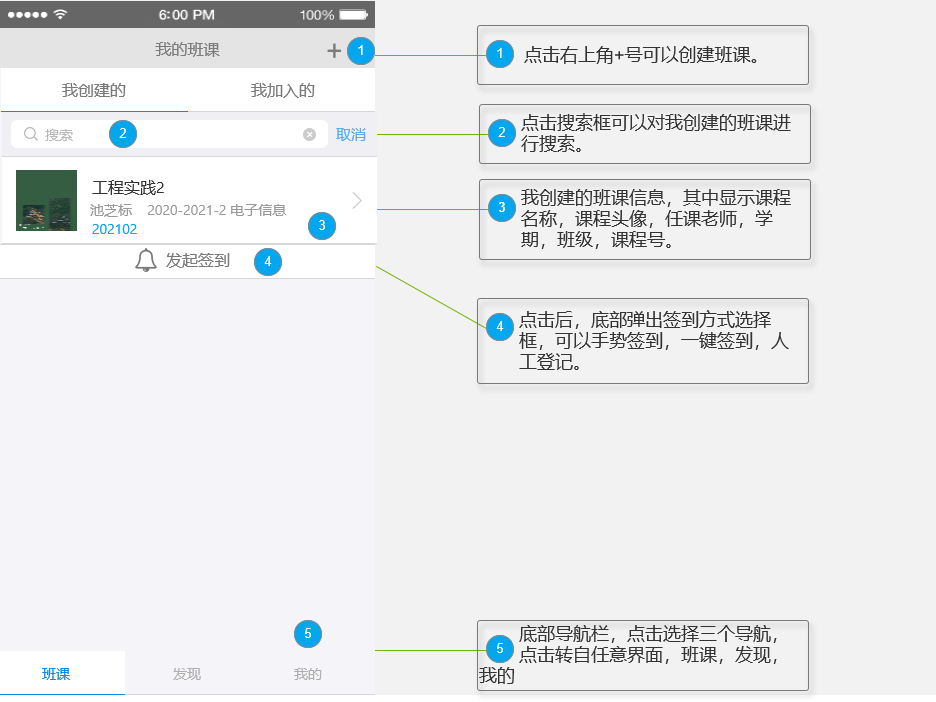 6:00 PM 100%
我的班课 + 1
我创建的 我加入的
搜索 2 取消
工程实践2
池芝标 2020-2021-2 电子信息
202102 3
发起签到 4
5
班课 发现 我的
1 点击右上角+号可以创建班课。
2 点击搜索框可以对我创建的班课进
行搜索。
3 我创建的班课信息，其中显示课程
名称，课程头像，任课老师，学
期，班级，课程号。
4 点击后，底部弹出签到方式选择
框，可以手势签到，一键签到，人
工登记。
5 底部导航栏，点击选择三个导航，
点击转自任意界面，班课，发现，
我的